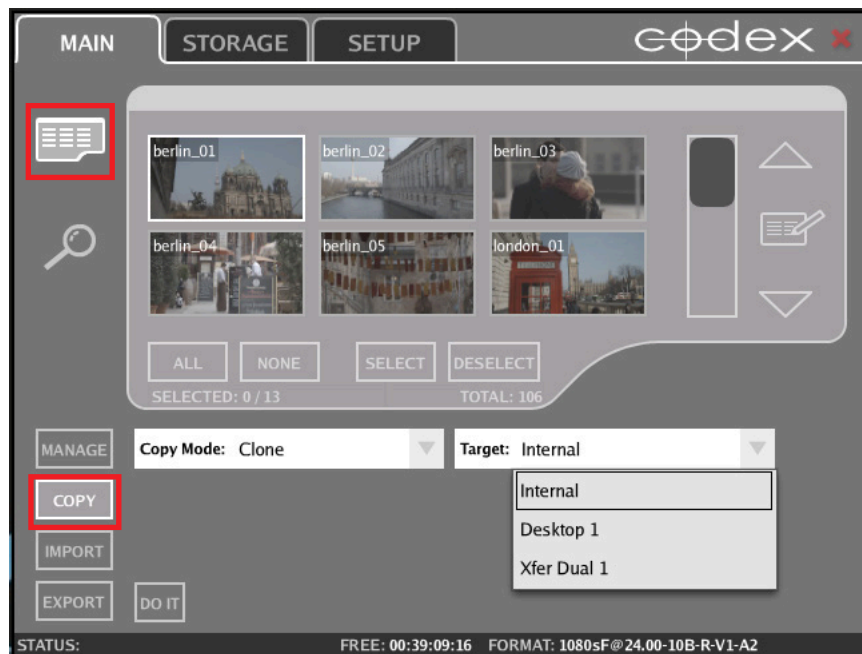 MAIN STORAGE SETUP codex
berlin_01 berlin_02 berlin_03
berlin_04 berlin_05 london_01
ALL NONE SELECT DESELECT
SELECTED: 0 / 13 TOTAL: 106
MANAGE Copy Mode: Clone Target: Internal
Internal
COPY
Desktop 1
IMPORT
Xfer Dual 1
EXPORT DO IT
STATUS: FREE: 00:39:09:16 FORMAT: 1080sF@24.00-10B-R-V1-A2